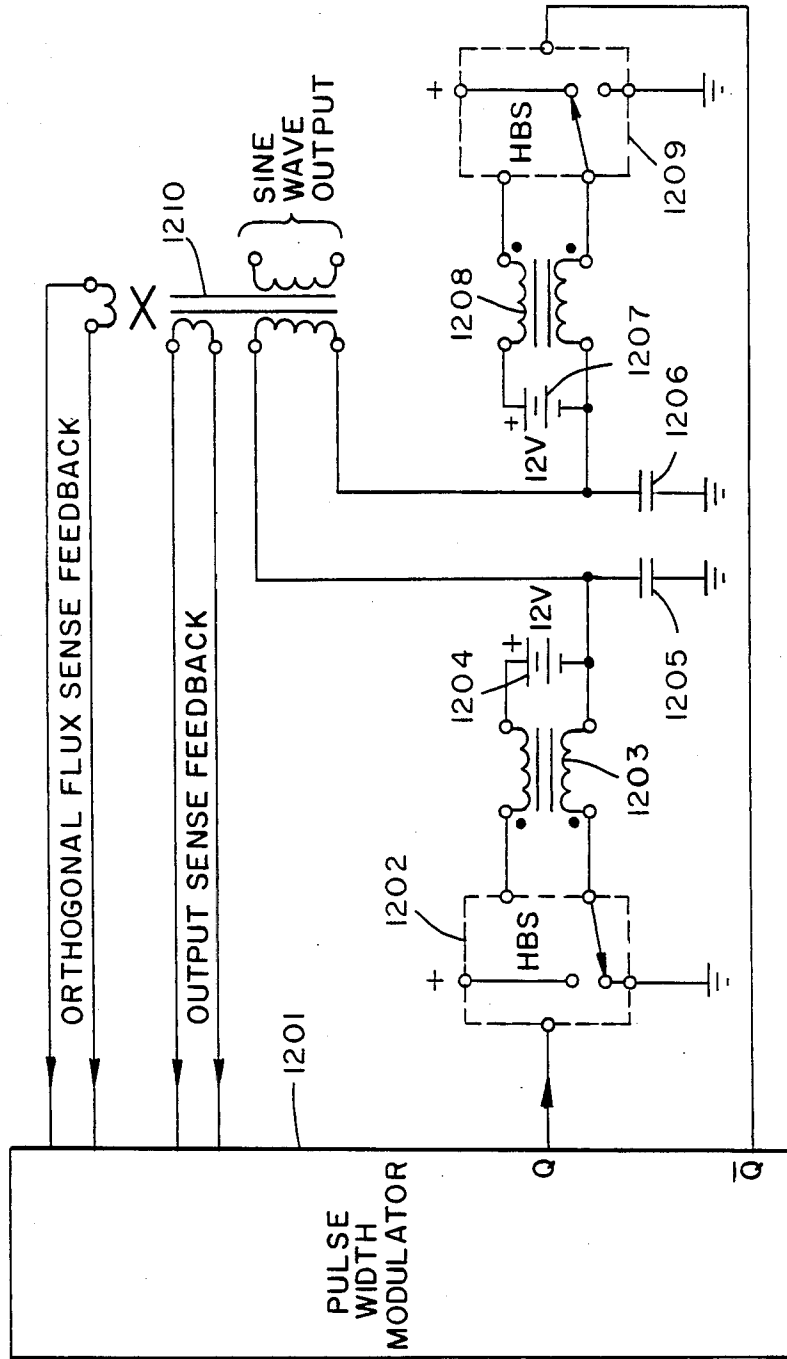 ORTHOGONAL FLUX SENSE FEEDBACK
OUTPUT SENSE FEEDBACK
1210
SINE
WAVE
OUTPUT
1201
PULSE
WIDTH
MODULATOR
Q
Q̅
1202
+
HBS
1203
1204
+
12V
1205
1206
12V
+
1207
1208
+
HBS
1209